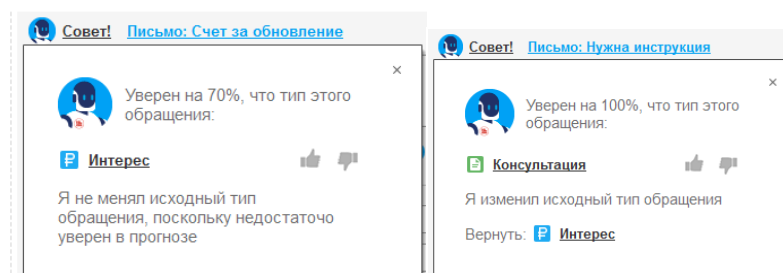 Совет! Письмо: Счет за обновление
×
Уверен на 70%, что тип этого
обращения:
₽ Интерес
Я не менял исходный тип
обращения, поскольку недостаточо
уверен в прогнозе
Совет! Письмо: Нужна инструкция
×
Уверен на 100%, что тип этого
обращения:
Консультация
Я изменил исходный тип обращения
Вернуть: ₽ Интерес